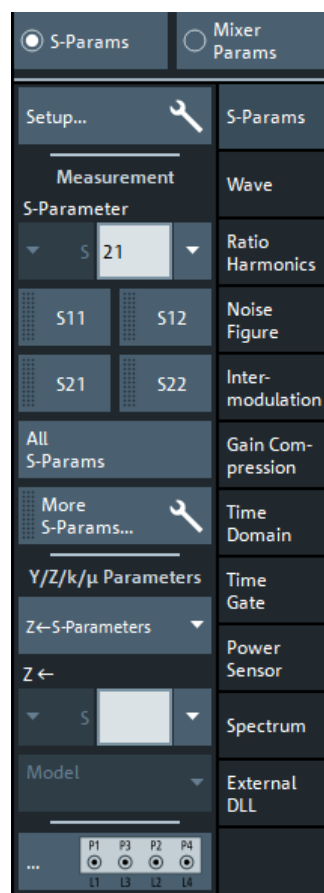 S-Params
Mixer
Params
Setup...
Measurement
S-Parameter
S 21
S11
S12
S21
S22
All
S-Params
More
S-Params...
Y/Z/k/µ Parameters
Z←S-Parameters
Z ←
S
Model
...
P1 P3 P2 P4
L1 L3 L2 L4
S-Params
Wave
Ratio
Harmonics
Noise
Figure
Inter-
modulation
Gain Com-
pression
Time
Domain
Time
Gate
Power
Sensor
Spectrum
External
DLL